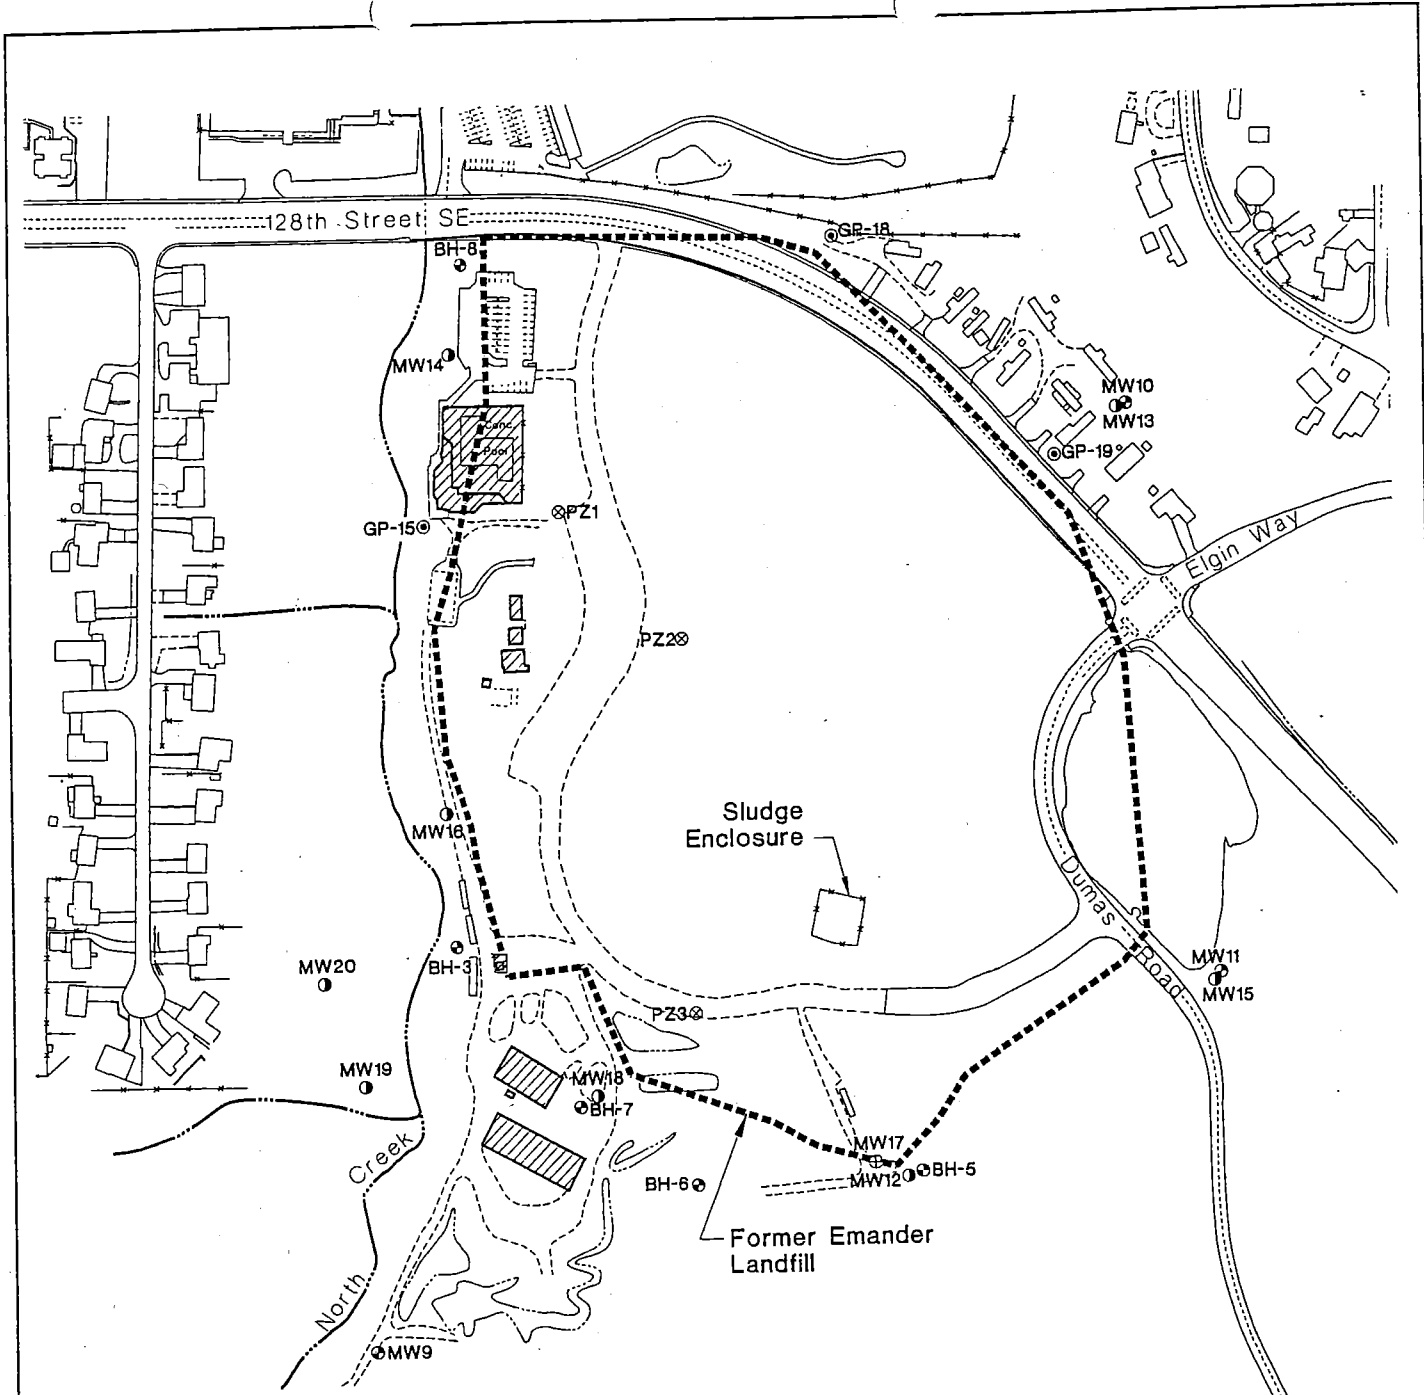 128th Street SE
GP-18
BH-8
MW14
MW10
MW13
Conc.
Pool
GP-19
GP-15
PZ1
Elgin Way
PZ2
Sludge
Enclosure
MW16
Dumas Road
BH-3
MW20
MW11
MW15
PZ3
MW19
MW18
BH-7
North Creek
MW17
MW12
BH-5
BH-6
Former Emander
Landfill
MW9